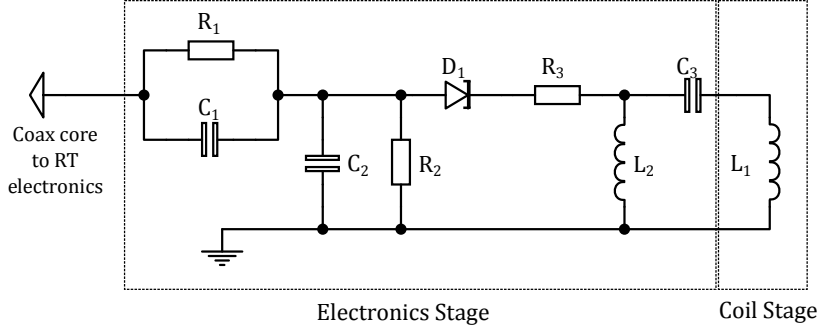 R1
D1
R3
C3
C1
Coax core
to RT
electronics
C2
R2
L2
L1
Electronics Stage
Coil Stage